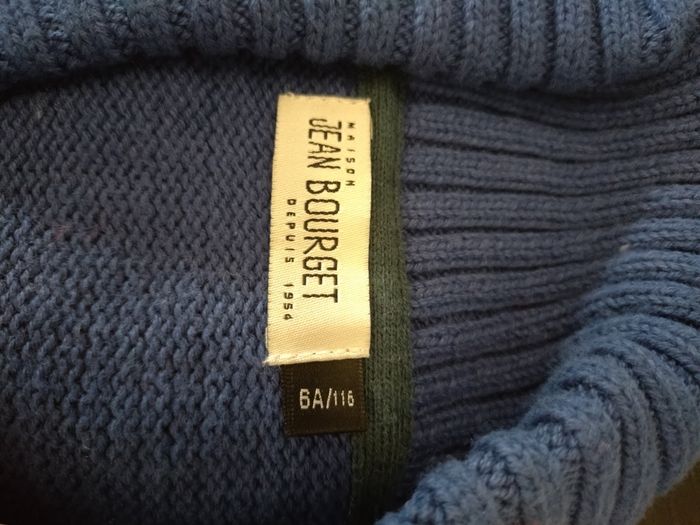 MAISON
JEAN BOURGET
DEPUIS 1954
6A/116